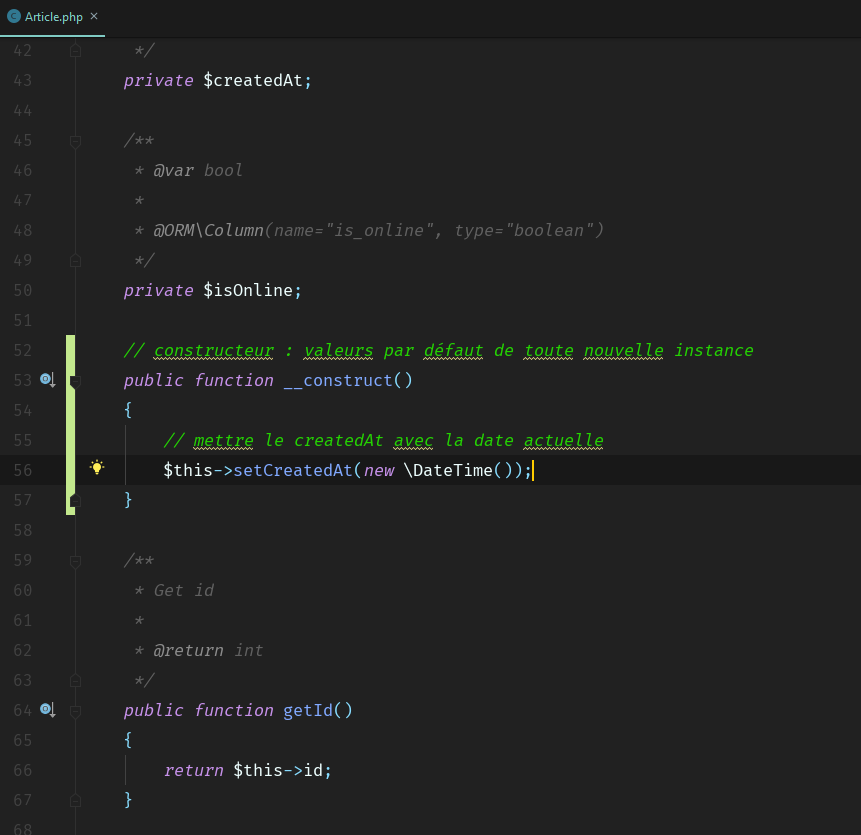 Article.php
42 */
43 private $createdAt;
44
45 /**
46 * @var bool
47 *
48 * @ORM\Column(name="is_online", type="boolean")
49 */
50 private $isOnline;
51
52 // constructeur : valeurs par défaut de toute nouvelle instance
53 public function __construct()
54 {
55 // mettre le createdAt avec la date actuelle
56 $this->setCreatedAt(new \DateTime());
57 }
58
59 /**
60 * Get id
61 *
62 * @return int
63 */
64 public function getId()
65 {
66 return $this->id;
67 }
68